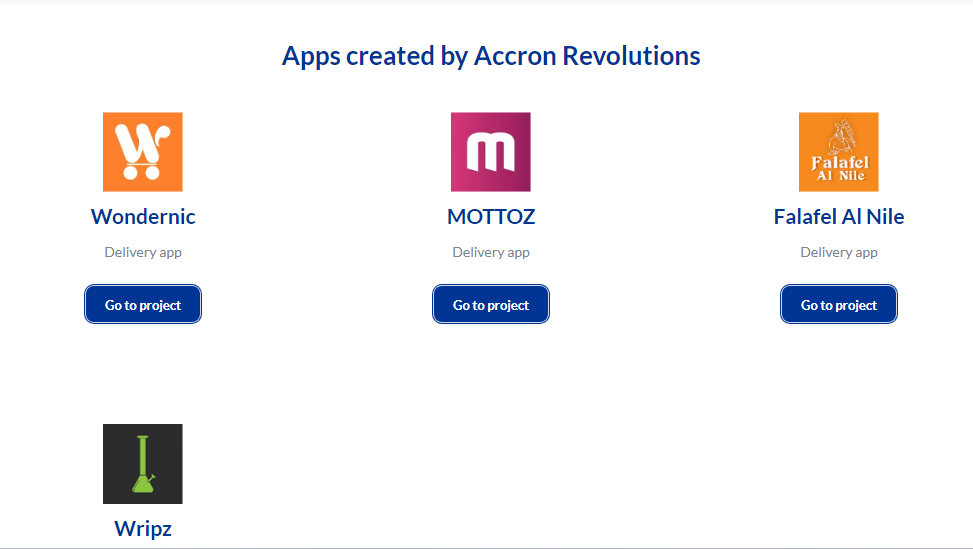 Apps created by Accron Revolutions
W
m
Falafel
Al Nile
Wondernic
MOTTOZ
Falafel Al Nile
Delivery app
Delivery app
Delivery app
Go to project
Go to project
Go to project
Wripz